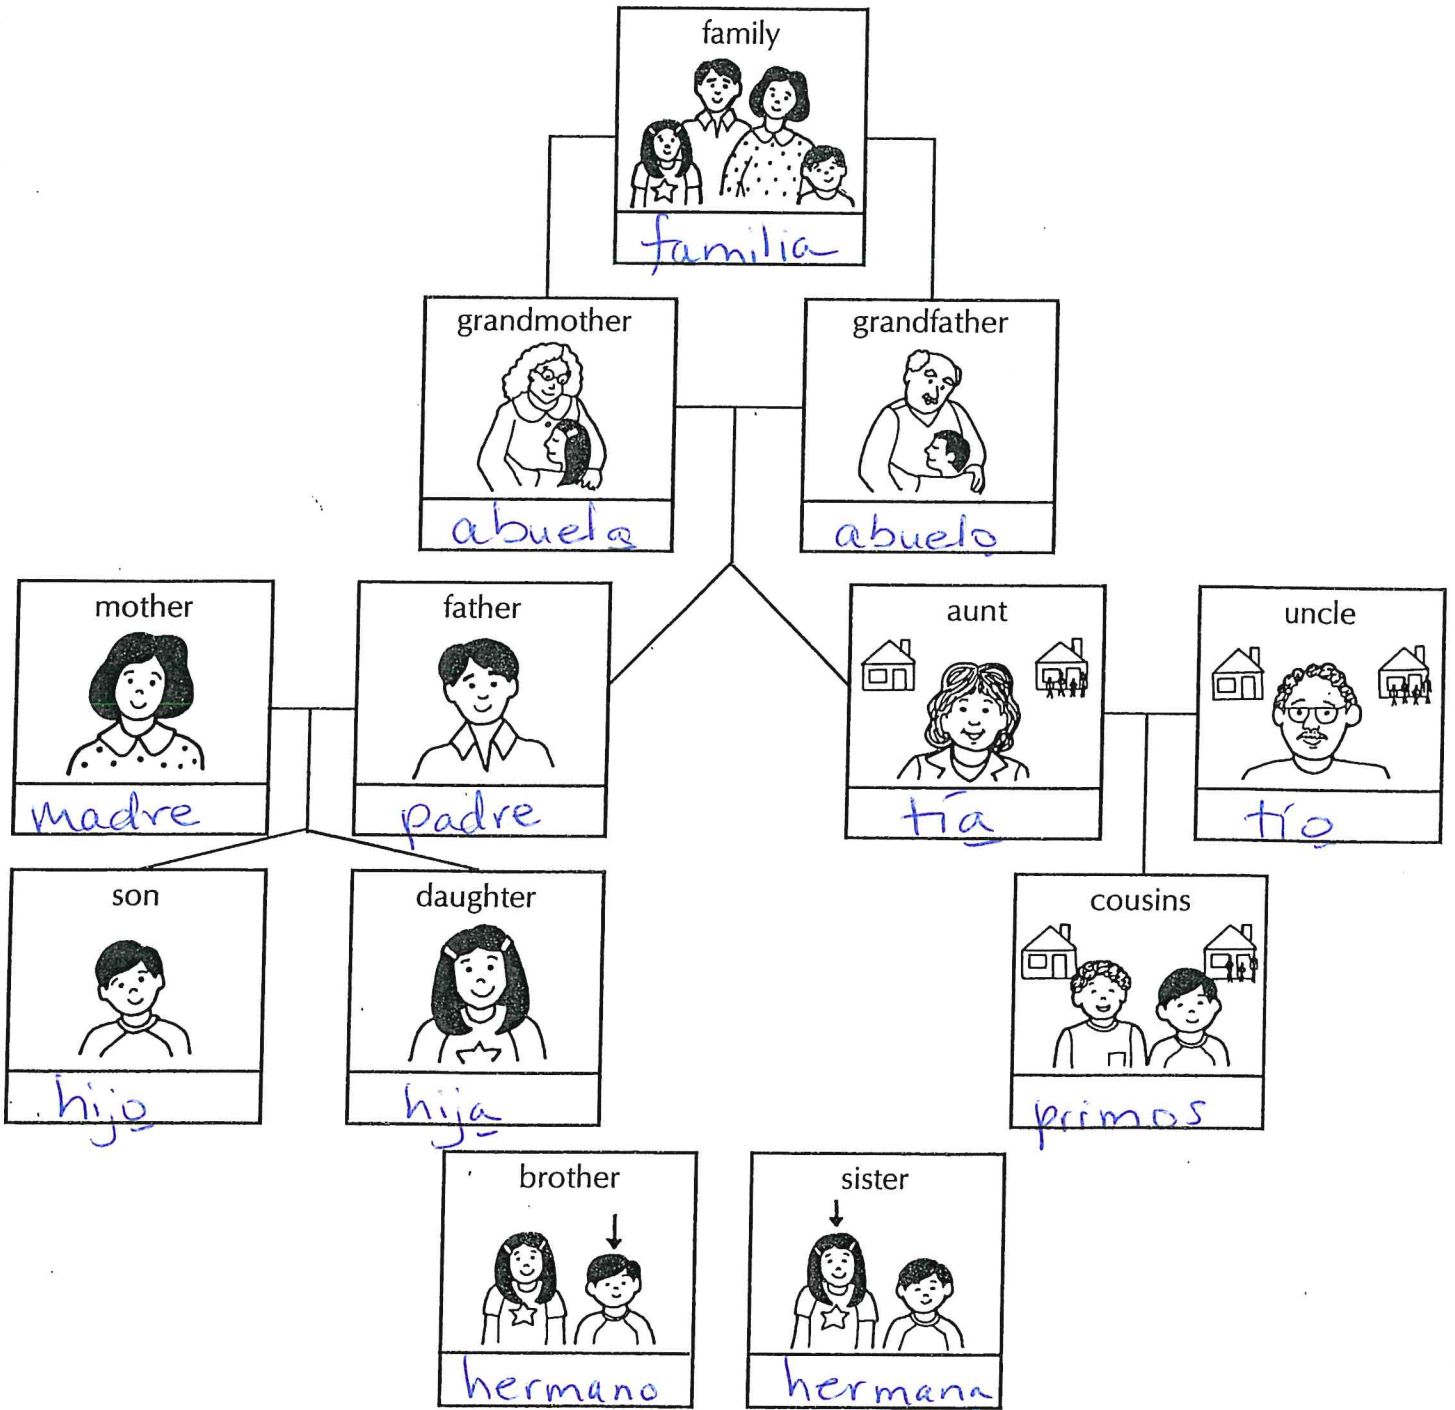 family
familia
grandmother
abuela
grandfather
abuelo
mother
madre
father
padre
aunt
tía
uncle
tío
son
hijo
daughter
hija
cousins
primos
brother
hermano
sister
hermana